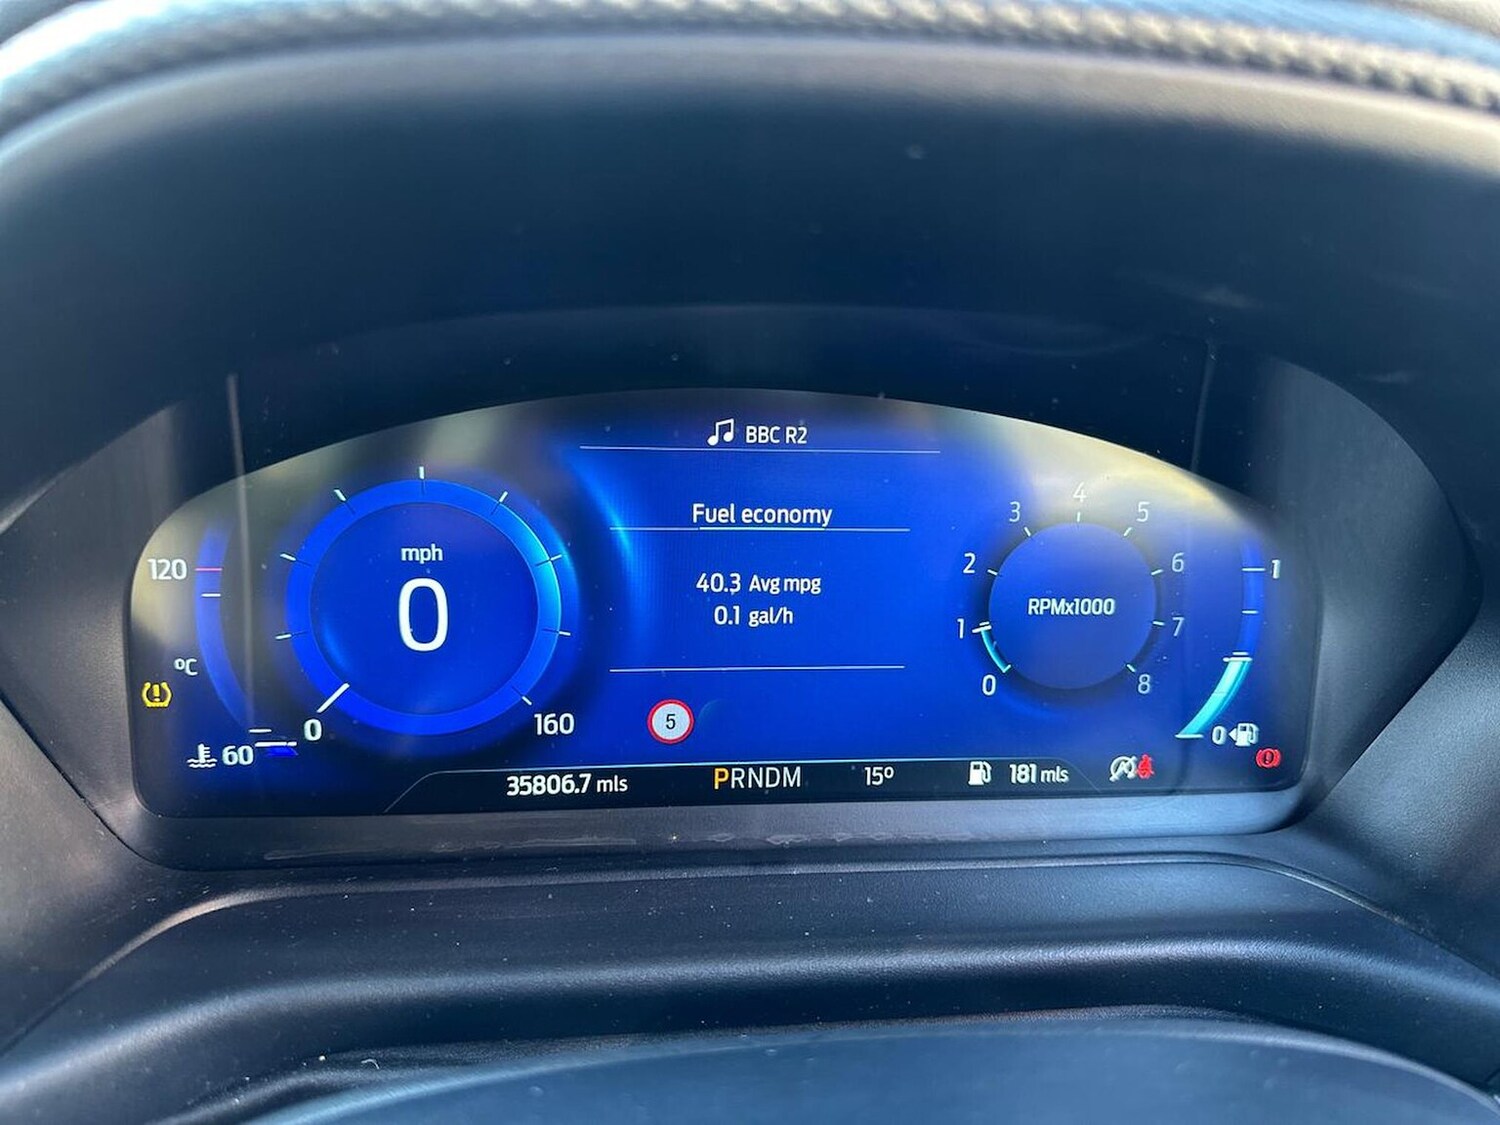 BBC R2
Fuel economy
40.3 Avg mpg
0.1 gal/h
120
°C
60
mph
0
0
160
5
0
1
2
3
4
5
6
7
8
RPMx1000
1
0
35806.7 mls
PRNDM
15°
181 mls
A